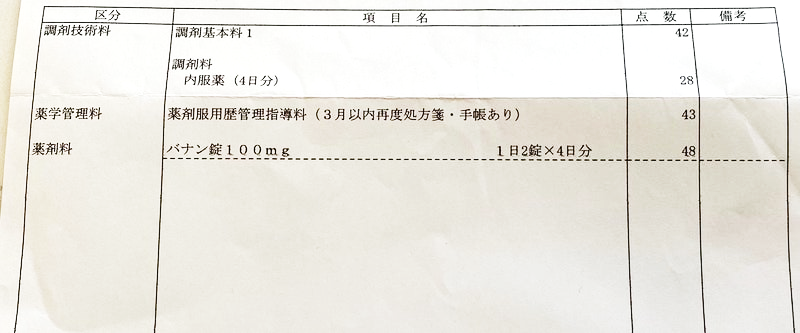 区分 項目名 点数 備考
調剤技術料 調剤基本料1 42
調剤料
内服薬（4日分） 28
薬学管理料 薬剤服用歴管理指導料（3月以内再度処方箋・手帳あり） 43
薬剤料 バナン錠100mg 1日2錠×4日分 48